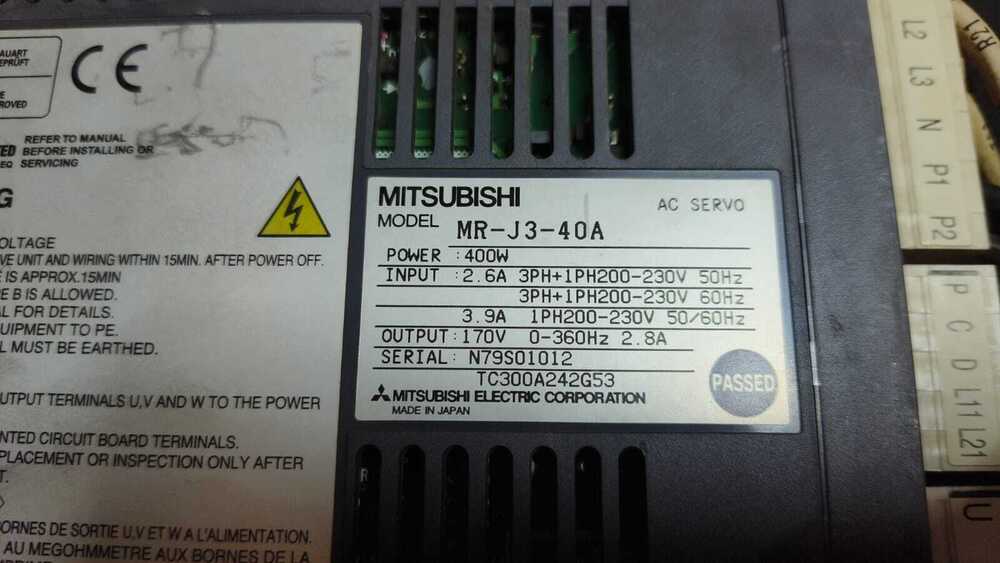 AUART
EPRÜFT
CE
E
ROVED
REFER TO MANUAL
TED BEFORE INSTALLING OR
REQ SERVICING
G
OLTAGE
VE UNIT AND WIRING WITHIN 15MIN. AFTER POWER OFF.
E IS APPROX.15MIN
E B IS ALLOWED.
AL FOR DETAILS.
UIPMENT TO PE.
L MUST BE EARTHED.
UTPUT TERMINALS U,V AND W TO THE POWER
NTED CIRCUIT BOARD TERMINALS.
PLACEMENT OR INSPECTION ONLY AFTER
T.
BORNES DE SORTIE U,V ET W A L'ALIMENTATION.
AU MEGOHMMETRE AUX BORNES DE LA
MITSUBISHI
AC SERVO
MODEL MR-J3-40A
POWER :400W
INPUT :2.6A 3PH+1PH200-230V 50Hz
3PH+1PH200-230V 60Hz
3.9A 1PH200-230V 50/60Hz
OUTPUT:170V 0-360Hz 2.8A
SERIAL: N79S01012
TC300A242G53
PASSED
MITSUBISHI ELECTRIC CORPORATION
MADE IN JAPAN
R
L2 L3 N P1 P2
P C D L11 L21
U
R21